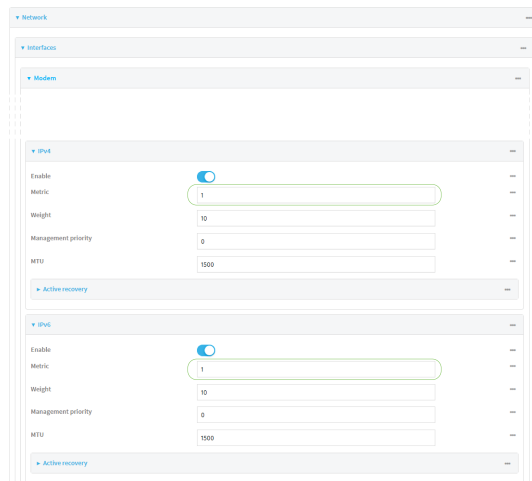 ▼ Network
▼ Interfaces
▼ Modem
▼ IPv4
Enable
Metric 1
Weight 10
Management priority 0
MTU 1500
► Active recovery
▼ IPv6
Enable
Metric 1
Weight 10
Management priority 0
MTU 1500
► Active recovery